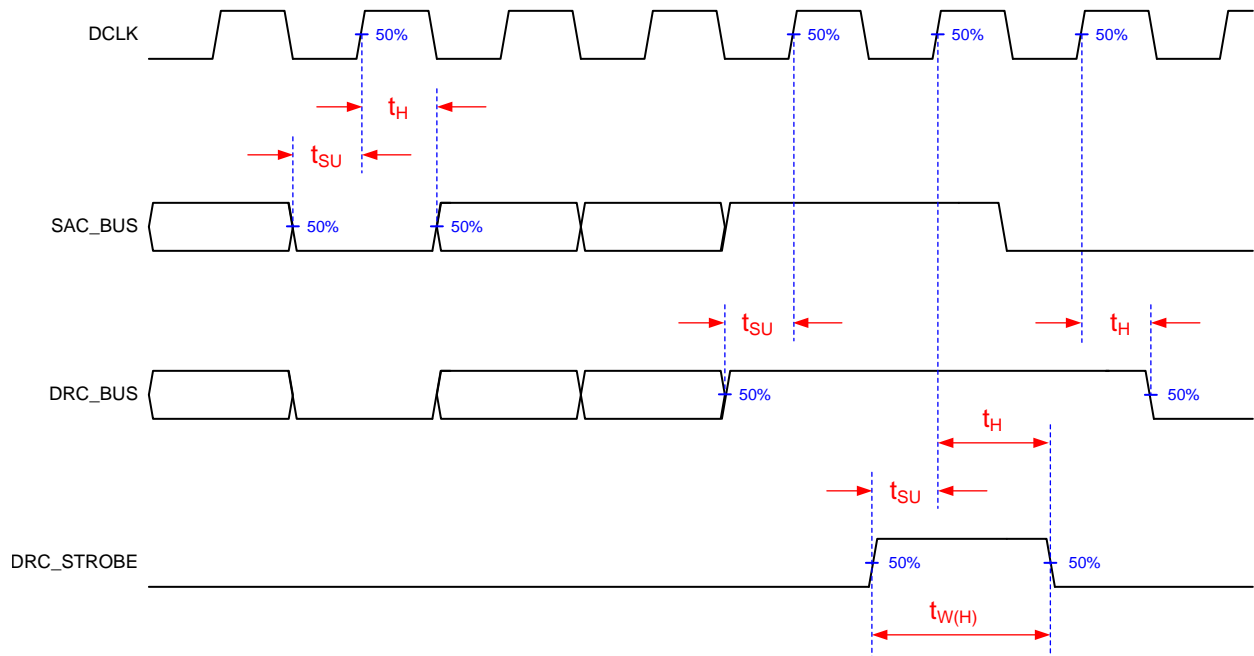 DCLK
50%
50%
50%
50%
tH
tSU
SAC_BUS
50%
50%
tSU
tH
DRC_BUS
50%
50%
tH
tSU
DRC_STROBE
50%
50%
tW(H)